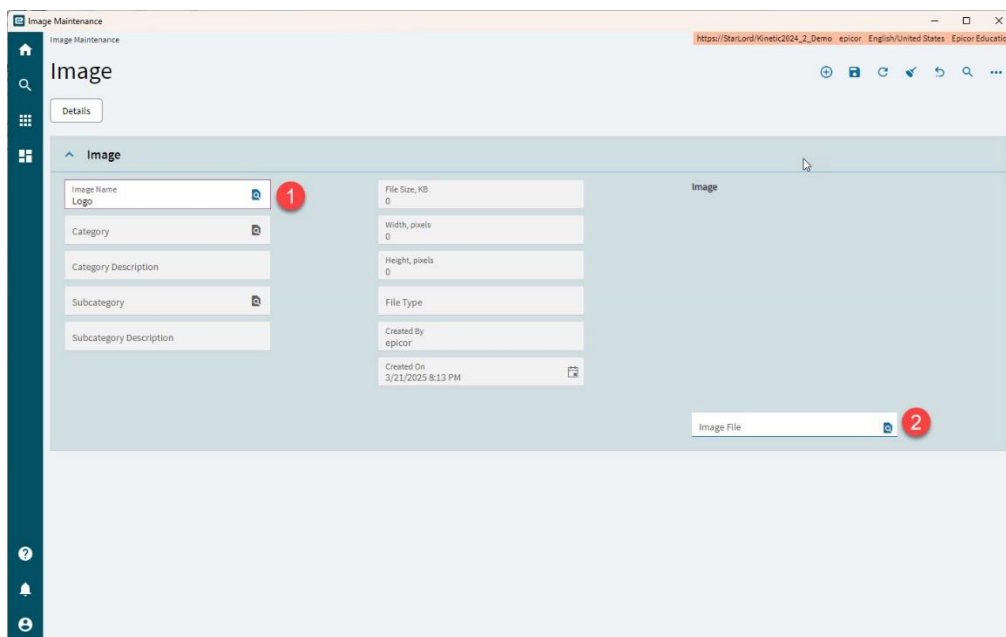 Image Maintenance
Image Maintenance
https://StarLord/Kinetic2024_2_Demo epicor English/United States Epicor Educatio
Image
Details
Image
Image Name
Logo
1
Category
Category Description
Subcategory
Subcategory Description
File Size, KB
0
Width, pixels
0
Height, pixels
0
File Type
Created By
epicor
Created On
3/21/2025 8:13 PM
Image
Image File
2